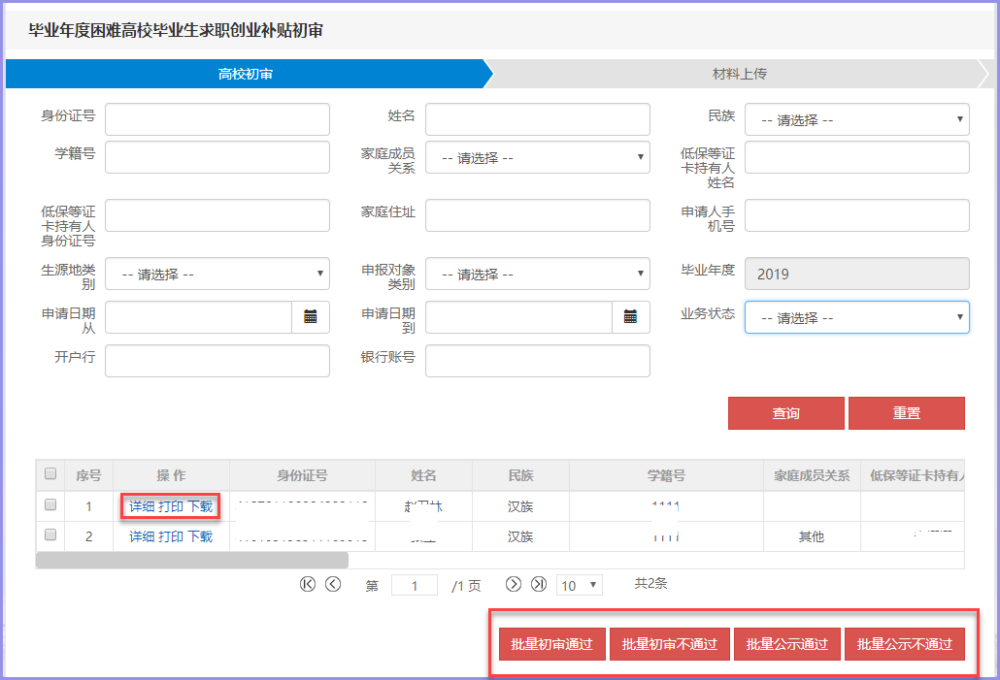 毕业年度困难高校毕业生求职创业补贴初审
高校初审 材料上传
身份证号 姓名 民族 -- 请选择 --
学籍号 家庭成员关系 -- 请选择 -- 低保等证卡持有人姓名
低保等证卡持有人身份证号 家庭住址 申请人手机号
生源地类别 -- 请选择 -- 申报对象类别 -- 请选择 -- 毕业年度 2019
申请日期从 申请日期到 业务状态 -- 请选择 --
开户行 银行账号
查询 重置
序号 操 作 身份证号 姓名 民族 学籍号 家庭成员关系 低保等证卡持有人
1 详细 打印 下载 汉族
2 详细 打印 下载 汉族 其他
第 1 /1 页 10 共2条
批量初审通过 批量初审不通过 批量公示通过 批量公示不通过